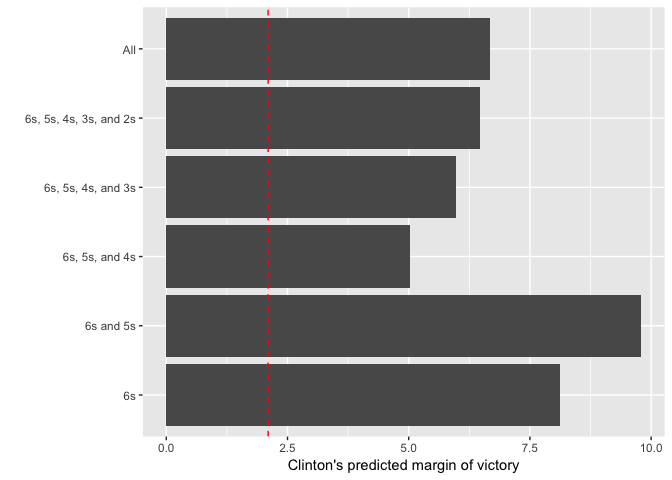 All
6s, 5s, 4s, 3s, and 2s
6s, 5s, 4s, and 3s
6s, 5s, and 4s
6s and 5s
6s
0.0 2.5 5.0 7.5 10.0
Clinton's predicted margin of victory